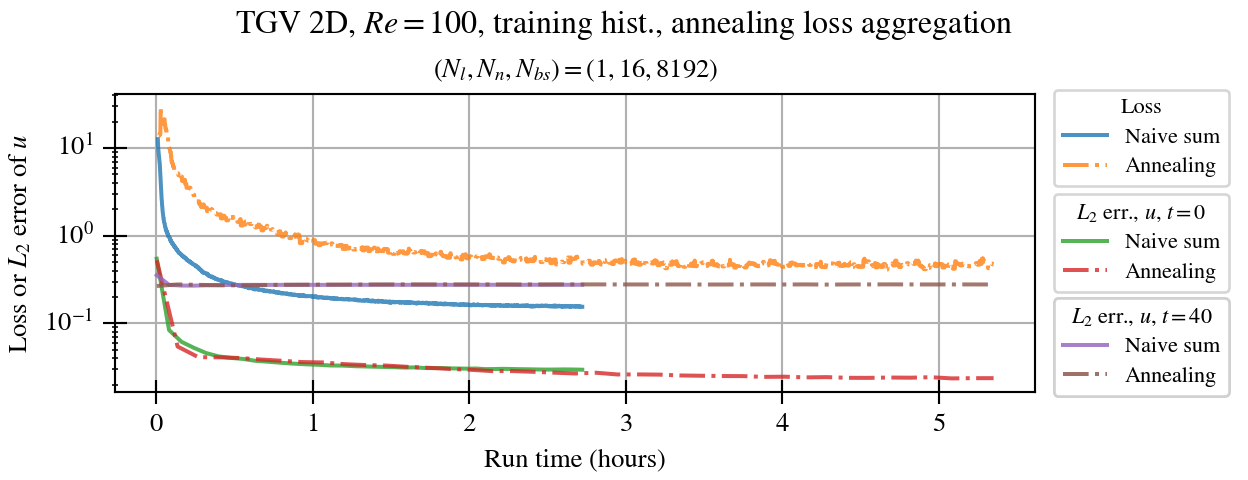 TGV 2D, Re = 100, training hist., annealing loss aggregation
(N_l, N_n, N_bs) = (1, 16, 8192)
Loss or L_2 error of u
10^1
10^0
10^−1
0 1 2 3 4 5
Run time (hours)
Loss
Naive sum
Annealing
L_2 err., u, t = 0
Naive sum
Annealing
L_2 err., u, t = 40
Naive sum
Annealing